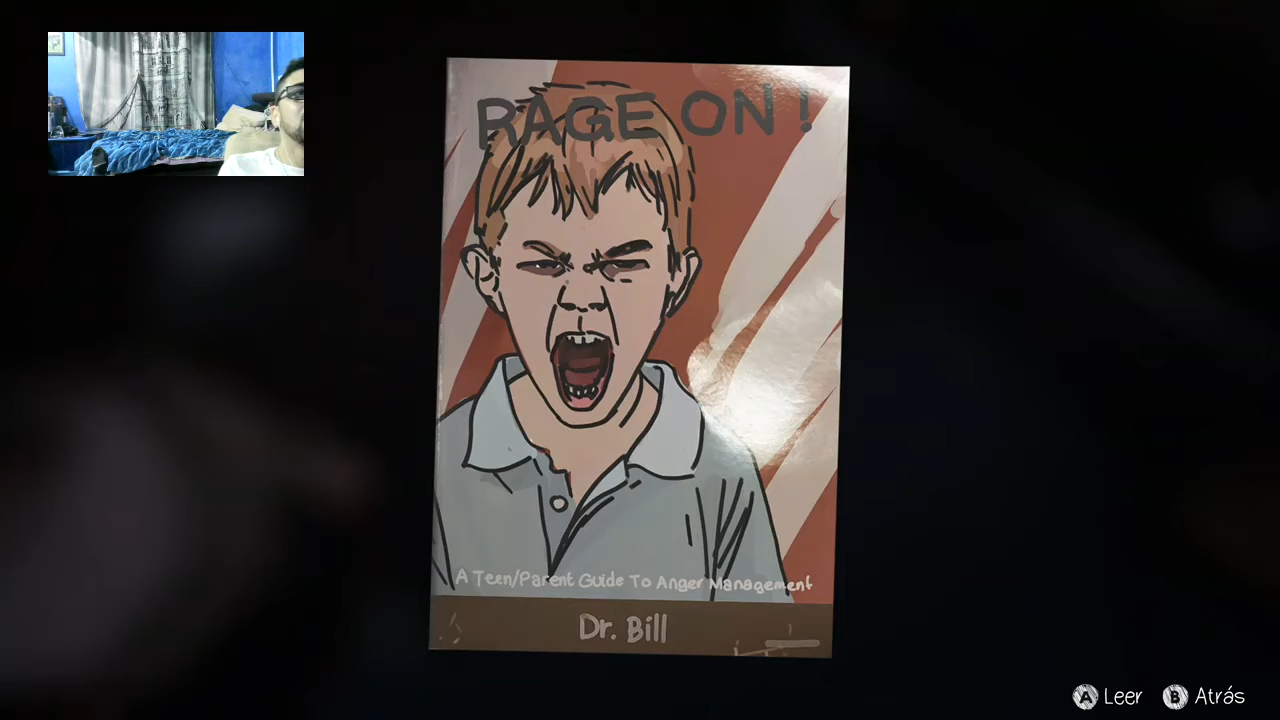 RAGE ON !
A Teen/Parent Guide To Anger Management
Dr. Bill
A Leer B Atrás